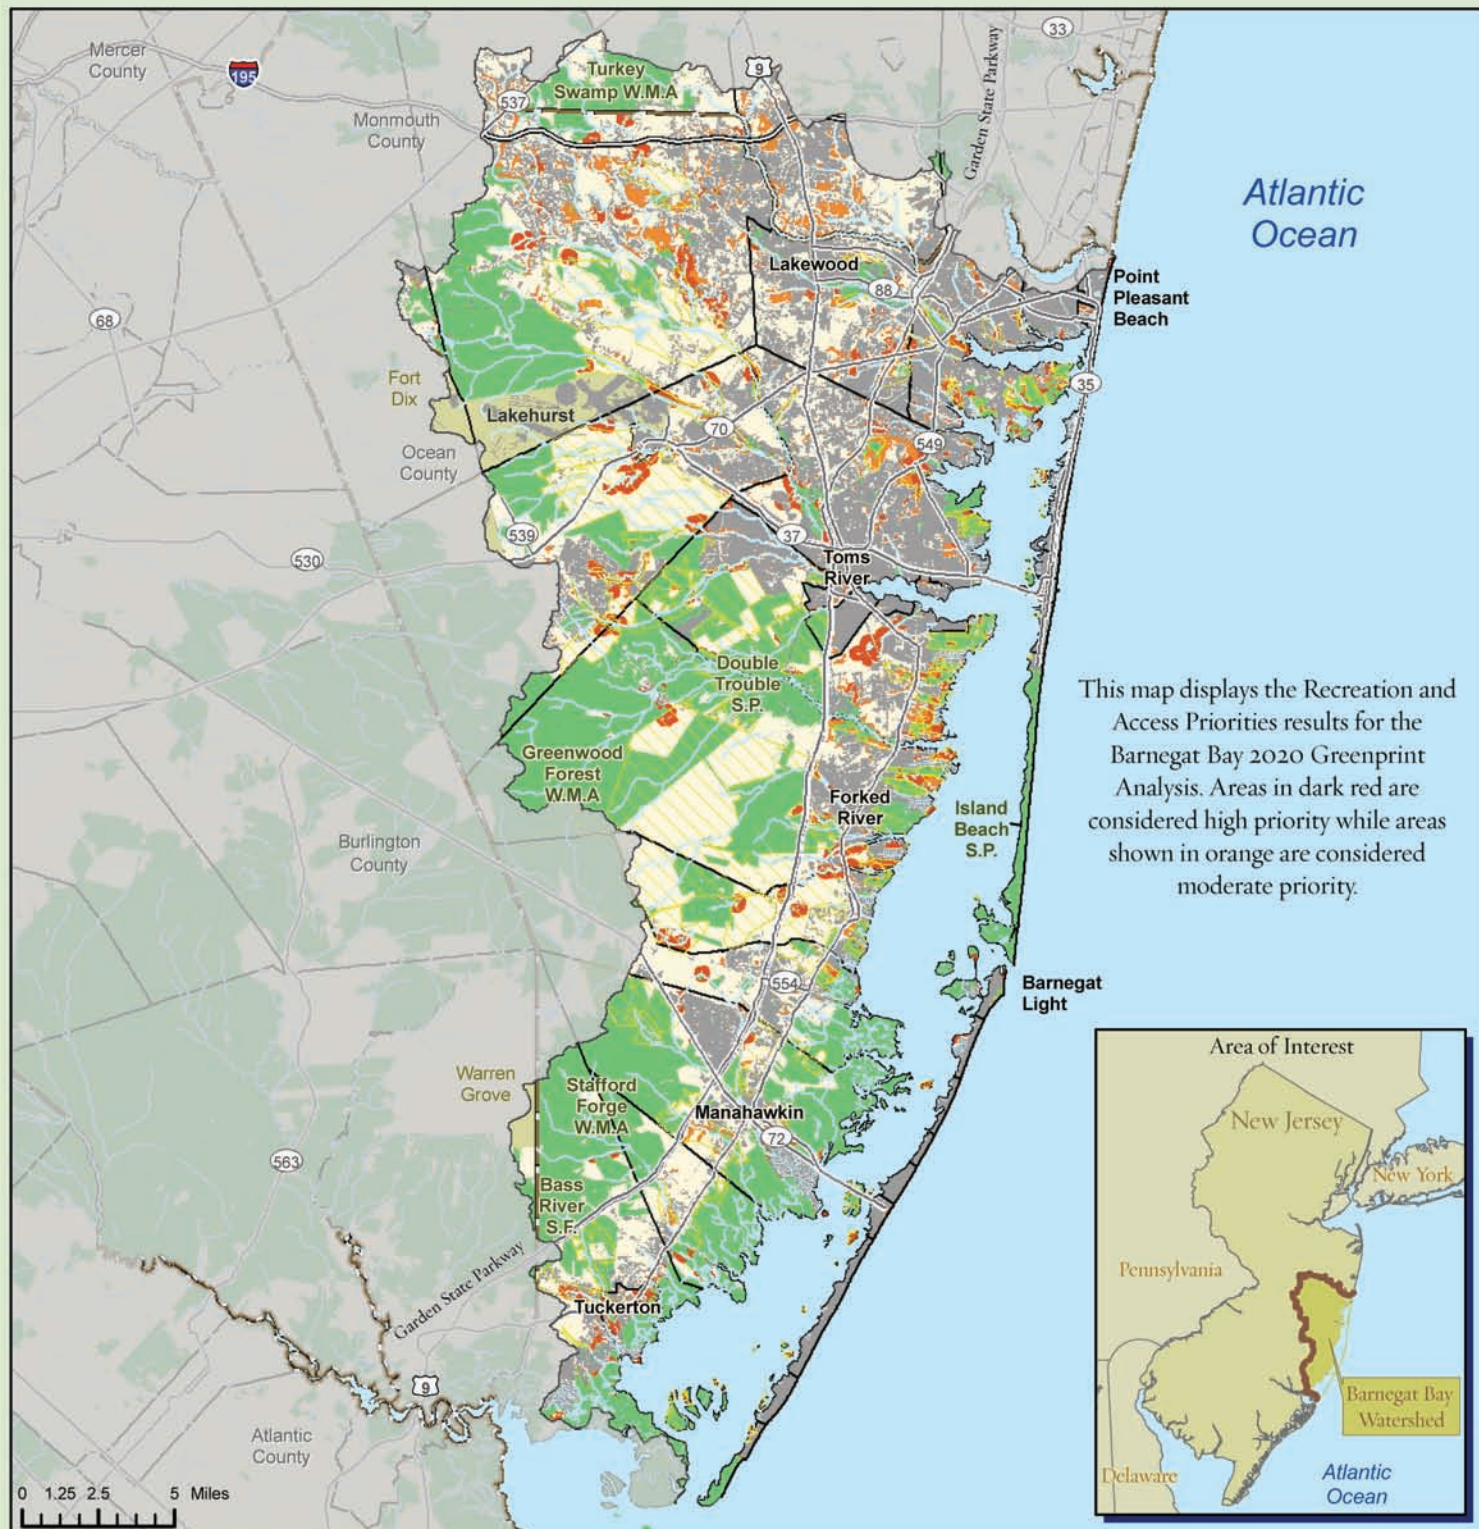 Mercer
County
195
33
Garden State Parkway
9
Turkey
Swamp W.M.A
537
Monmouth
County
Atlantic
Ocean
Lakewood
88
Point
Pleasant
Beach
68
Fort
Dix
Lakehurst
35
70
549
Ocean
County
539
530
37
Toms
River
Double
Trouble
S.P.
This map displays the Recreation and
Access Priorities results for the
Barnegat Bay 2020 Greenprint
Analysis. Areas in dark red are
considered high priority while areas
shown in orange are considered
moderate priority.
Greenwood
Forest
W.M.A
Forked
River
Island
Beach
S.P.
Burlington
County
554
Barnegat
Light
Warren
Grove
Stafford
Forge
W.M.A
Manahawkin
72
563
Bass
River
S.F.
Garden State Parkway
Tuckerton
9
Atlantic
County
0 1.25 2.5 5 Miles
Area of Interest
New Jersey
New York
Pennsylvania
Barnegat Bay
Watershed
Delaware
Atlantic
Ocean